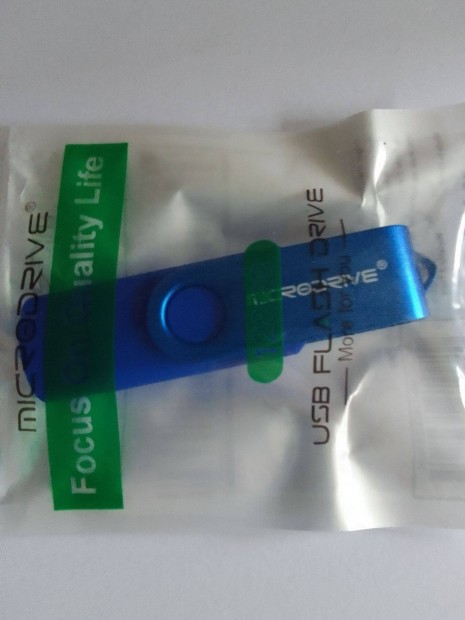 MICRODRIVE®
Focus On Quality Life
MICRODRIVE®
USB FLASH DRIVE
— More for you —